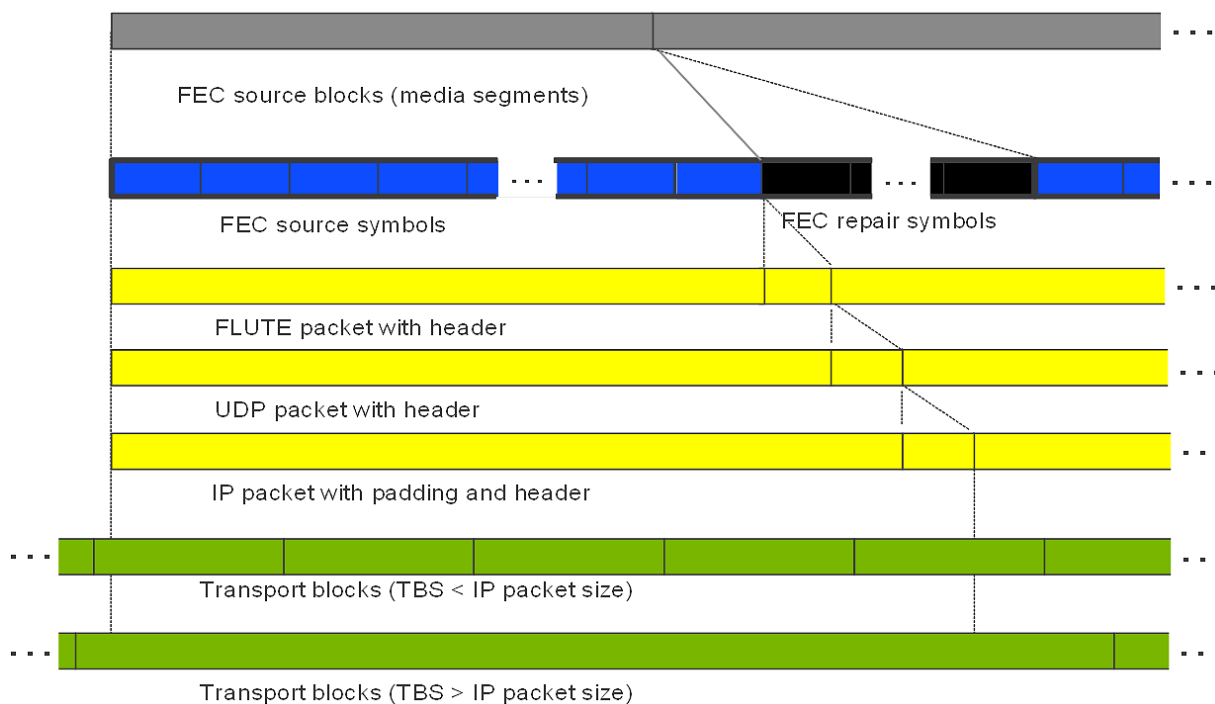 FEC source blocks (media segments)
FEC source symbols
FEC repair symbols
FLUTE packet with header
UDP packet with header
IP packet with padding and header
Transport blocks (TBS < IP packet size)
Transport blocks (TBS > IP packet size)